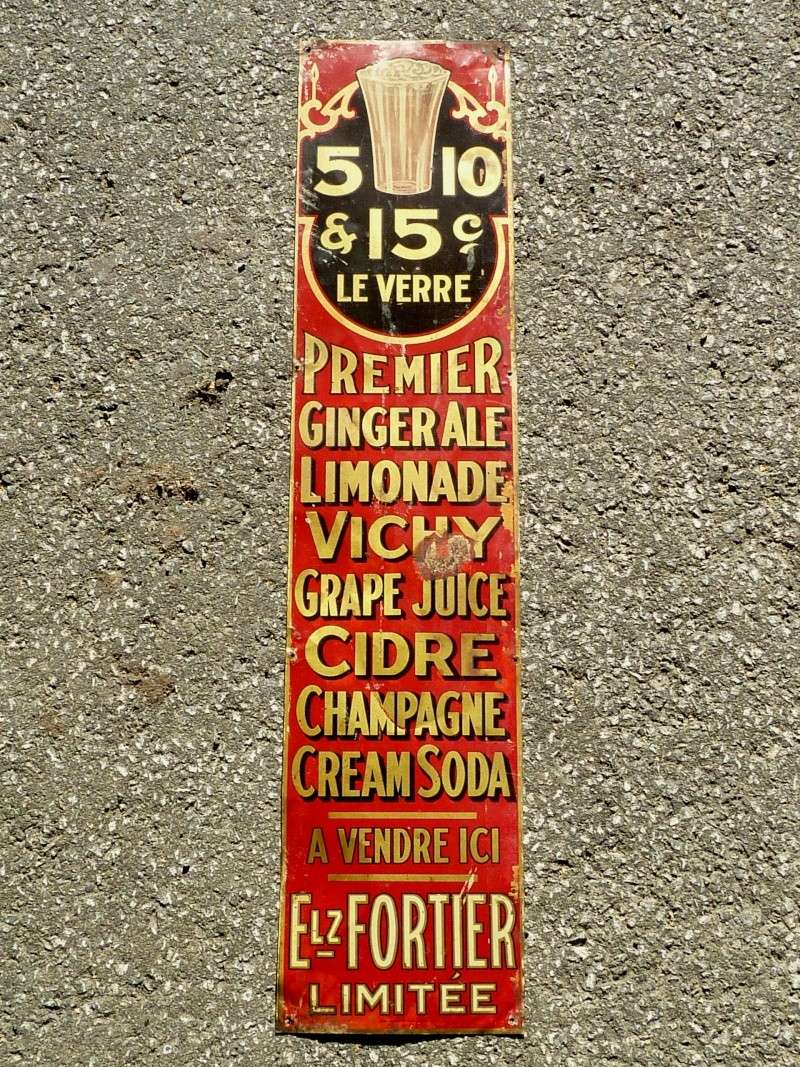 5 10
& 15 ¢
LE VERRE
PREMIER
GINGER ALE
LIMONADE
VICHY
GRAPE JUICE
CIDRE
CHAMPAGNE
CREAM SODA
A VENDRE ICI
ELZ FORTIER
LIMITÉE